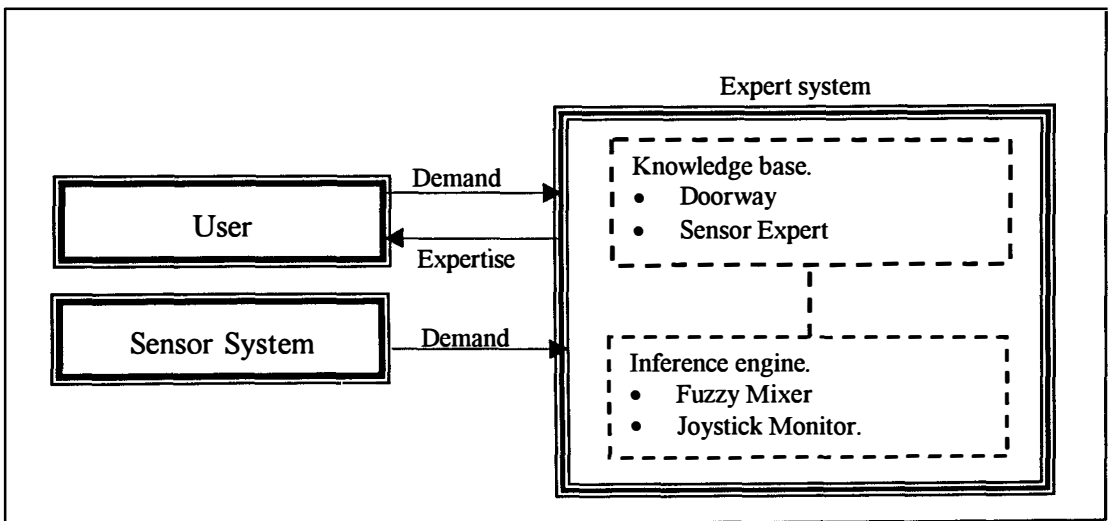 Expert system
Demand
User
Expertise
Sensor System
Demand
Knowledge base.
• Doorway
• Sensor Expert
Inference engine.
• Fuzzy Mixer
• Joystick Monitor.